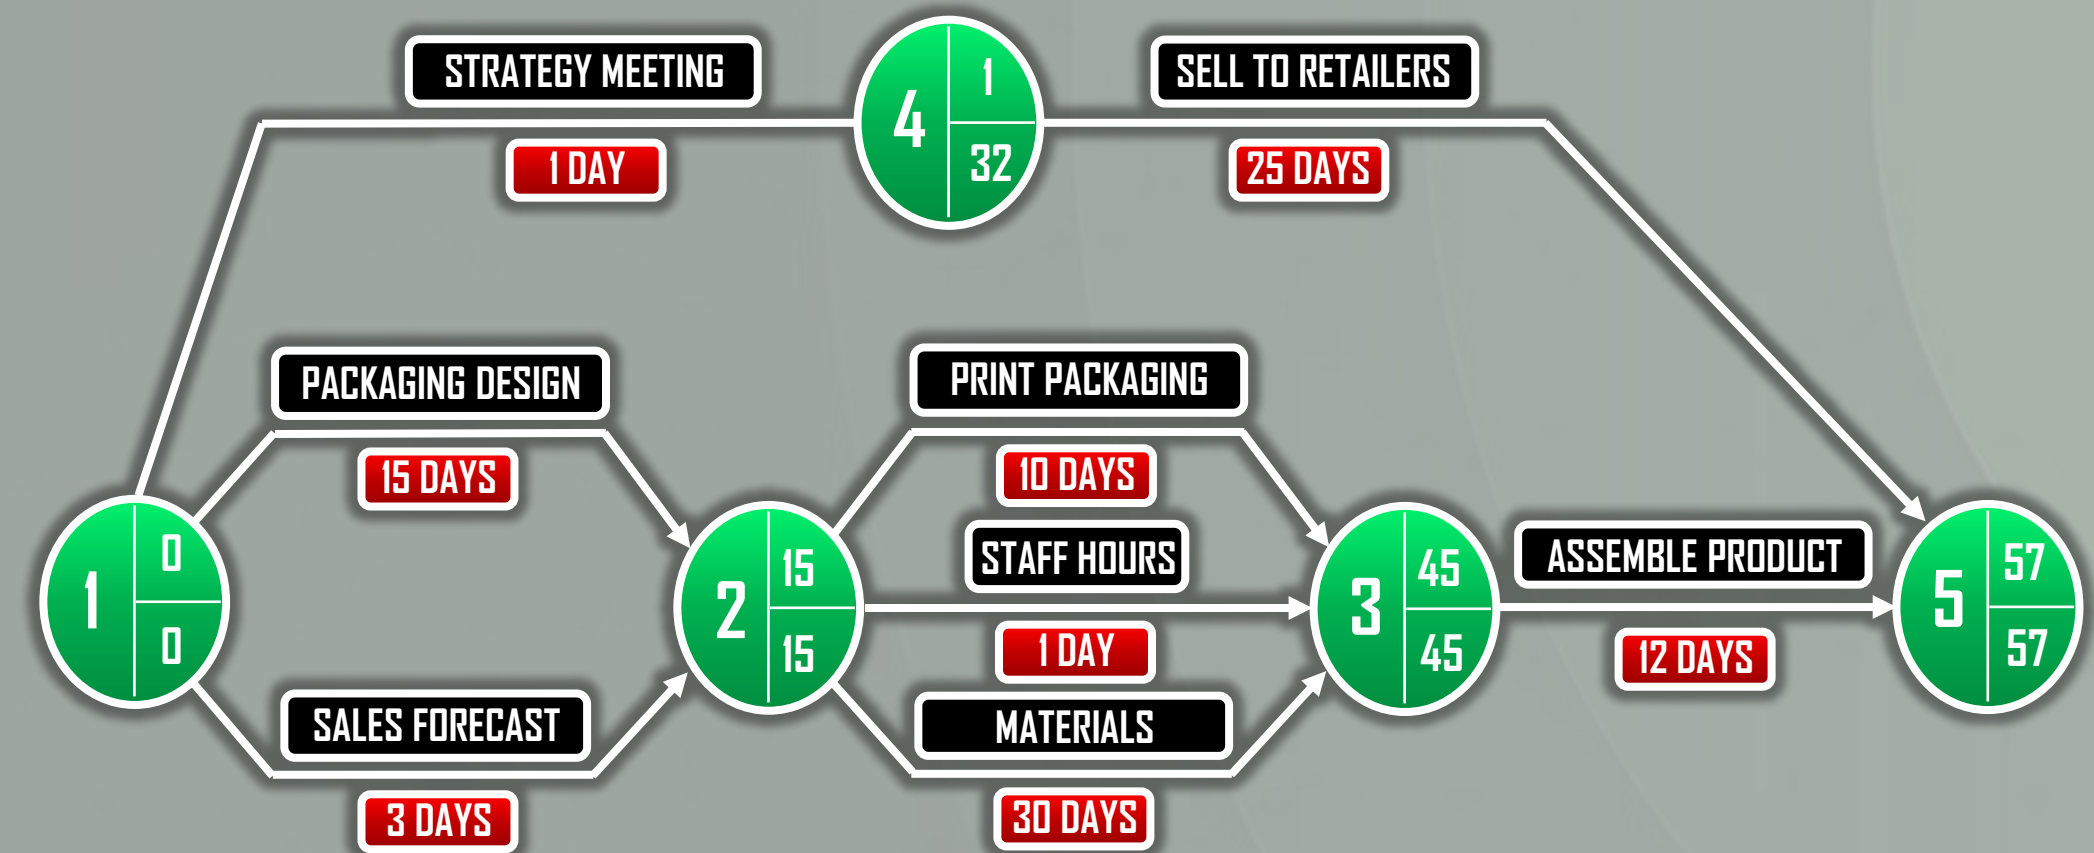 STRATEGY MEETING
1 DAY
4
1
32
SELL TO RETAILERS
25 DAYS
PACKAGING DESIGN
15 DAYS
PRINT PACKAGING
10 DAYS
1
0
0
2
15
15
STAFF HOURS
1 DAY
3
45
45
ASSEMBLE PRODUCT
12 DAYS
5
57
57
SALES FORECAST
3 DAYS
MATERIALS
30 DAYS